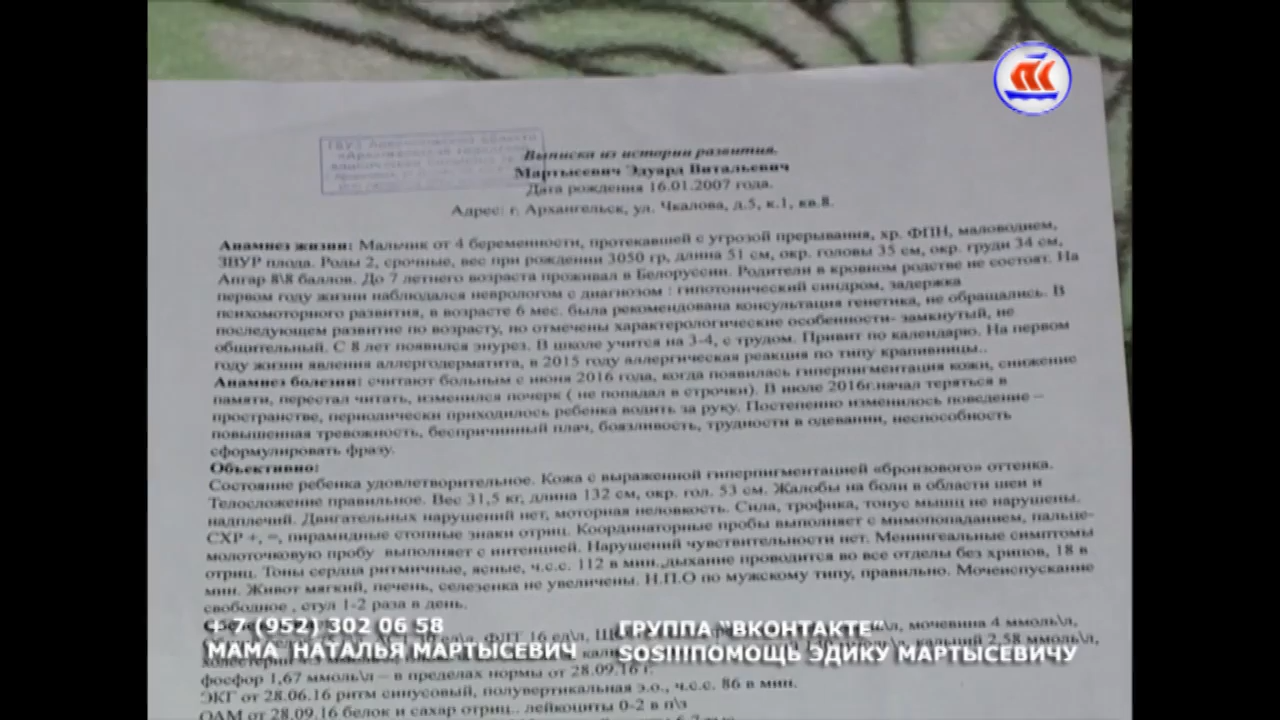 ПК
Выписка из истории развития.
Мартысевич Эдуард Витальевич
Дата рождения 16.01.2007 года.
Адрес: г. Архангельск, ул. Чкалова, д.5, к.1, кв.8.
Анамнез жизни: Мальчик от 4 беременности, протекавшей с угрозой прерывания, хр. ФПН, маловодием,
ЗВУР плода. Роды 2, срочные, вес при рождении 3050 гр, длина 51 см, окр. головы 35 см, окр. груди 34 см,
Апгар 8\8 баллов. До 7 летнего возраста проживал в Белоруссии. Родители в кровном родстве не состоят. На
первом году жизни наблюдался неврологом с диагнозом : гипотонический синдром, задержка
психомоторного развития, в возрасте 6 мес. была рекомендована консультация генетика, не обращались. В
последующем развитие по возрасту, но отмечены характерологические особенности- замкнутый, не
общительный. С 8 лет появился энурез. В школе учится на 3-4, с трудом. Привит по календарю. На первом
году жизни явления аллергодерматита, в 2015 году аллергическая реакция по типу крапивницы..
Анамнез болезни: считают больным с июня 2016 года, когда появилась гиперпигментация кожи, снижение
памяти, перестал читать, изменился почерк ( не попадал в строчки). В июле 2016г.начал теряться в
пространстве, периодически приходилось ребенка водить за руку. Постепенно изменилось поведение –
повышенная тревожность, беспричинный плач, боязливость, трудности в одевании, неспособность
сформулировать фразу.
Объективно:
Состояние ребенка удовлетворительное. Кожа с выраженной гиперпигментацией «бронзового» оттенка.
Телосложение правильное. Вес 31,5 кг, длина 132 см, окр. гол. 53 см. Жалобы на боли в области шеи и
надплечий. Двигательных нарушений нет, моторная неловкость. Сила, трофика, тонус мышц не нарушены.
СХР +, =, пирамидные стопные знаки отриц. Координаторные пробы выполняет с мимопопаданием, пальце-
молоточковую пробу выполняет с интенцией. Нарушений чувствительности нет. Менингеальные симптомы
отриц. Тоны сердца ритмичные, ясные, ч.с.с. 112 в мин.,дыхание проводится во все отделы без хрипов, 18 в
мин. Живот мягкий, печень, селезенка не увеличены. Н.П.О по мужскому типу, правильно. Мочеиспускание
свободное , стул 1-2 раза в день.
+ 7 (952) 302 06 58
МАМА НАТАЛЬЯ МАРТЫСЕВИЧ
ГРУППА "ВКОНТАКТЕ"
SOS!!!!ПОМОЩЬ ЭДИКУ МАРТЫСЕВИЧУ
мочевина 4 ммоль\л,
кальций 2,58 ммоль\л,
фосфор 1,67 ммоль\л – в пределах нормы от 28.09.16 г.
ЭКГ от 28.06.16 ритм синусовый, полувертикальная э.о., ч.с.с. 86 в мин.
ОАМ от 28.09.16 белок и сахар отриц.. лейкоциты 0-2 в п\з